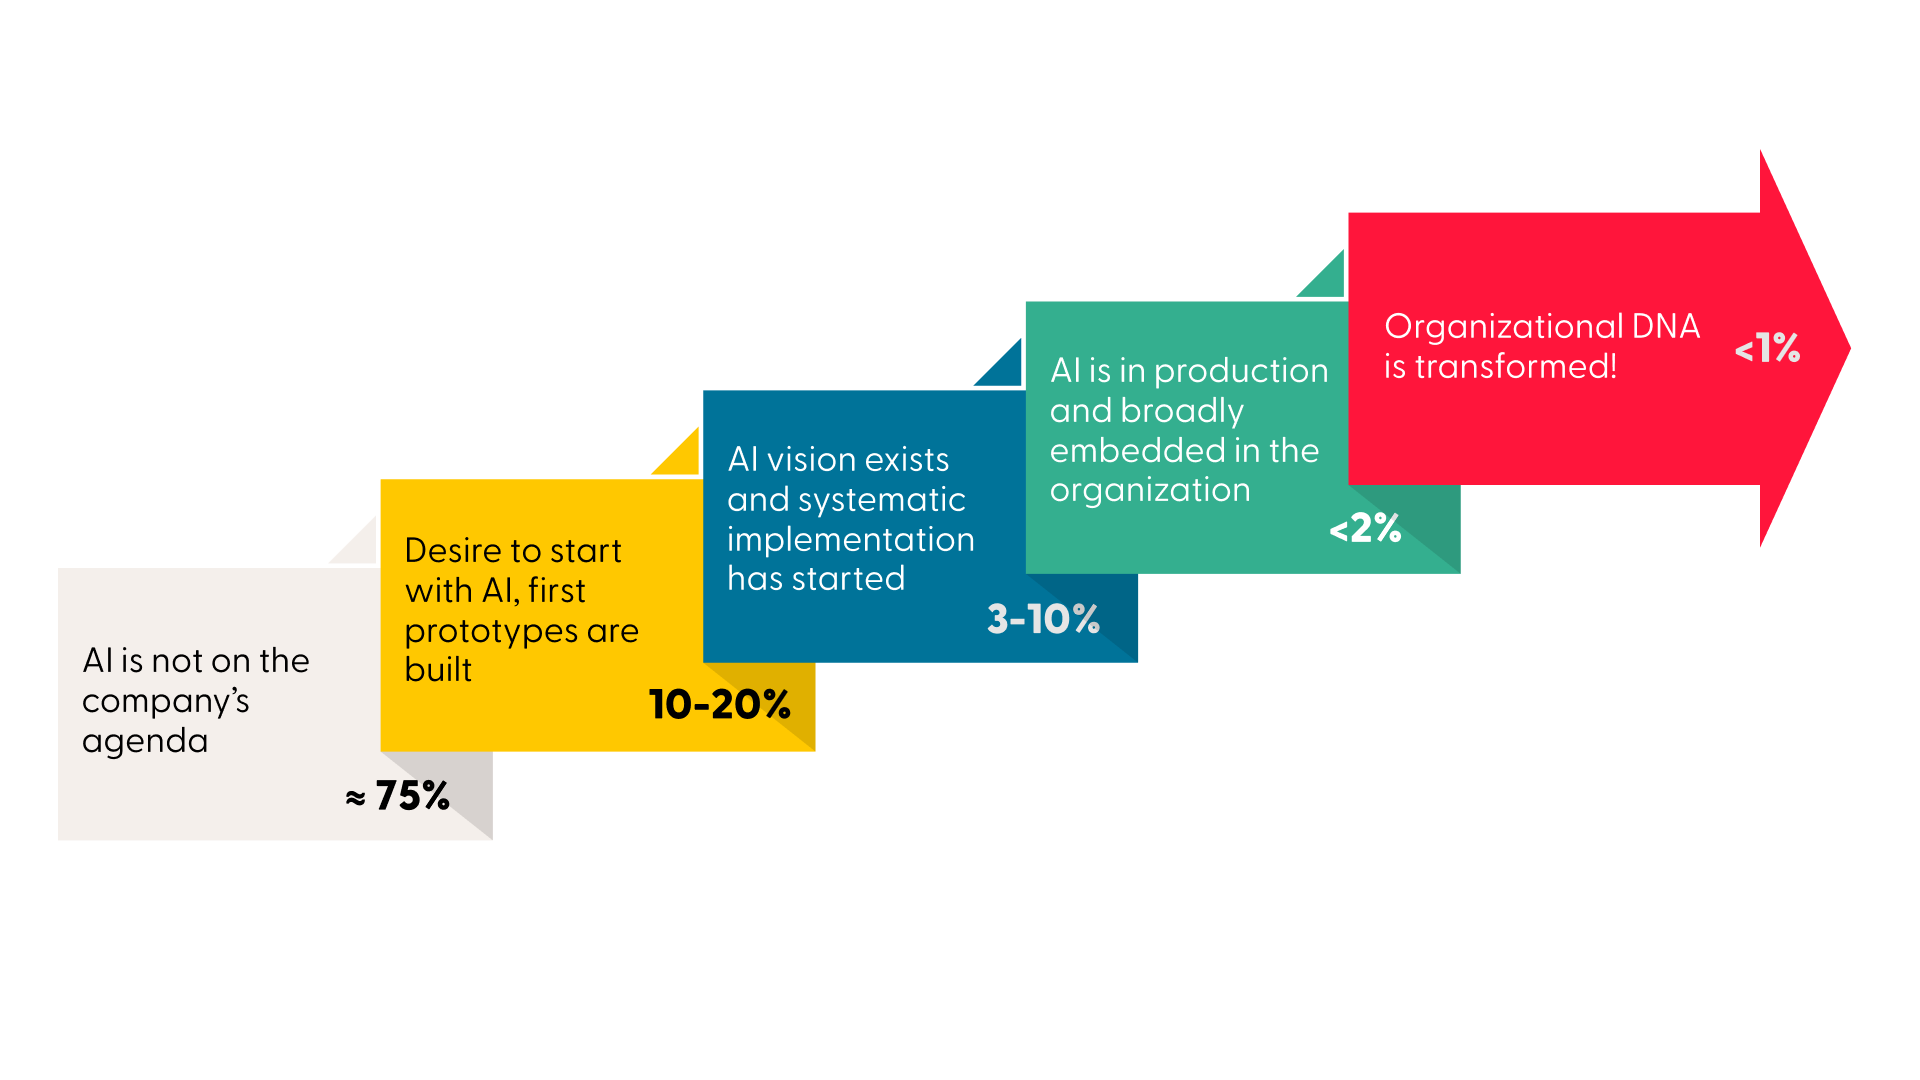 AI is not on the
company’s
agenda
≈ 75%
Desire to start
with AI, first
prototypes are
built
10-20%
AI vision exists
and systematic
implementation
has started
3-10%
AI is in production
and broadly
embedded in the
organization
<2%
Organizational DNA
is transformed!
<1%